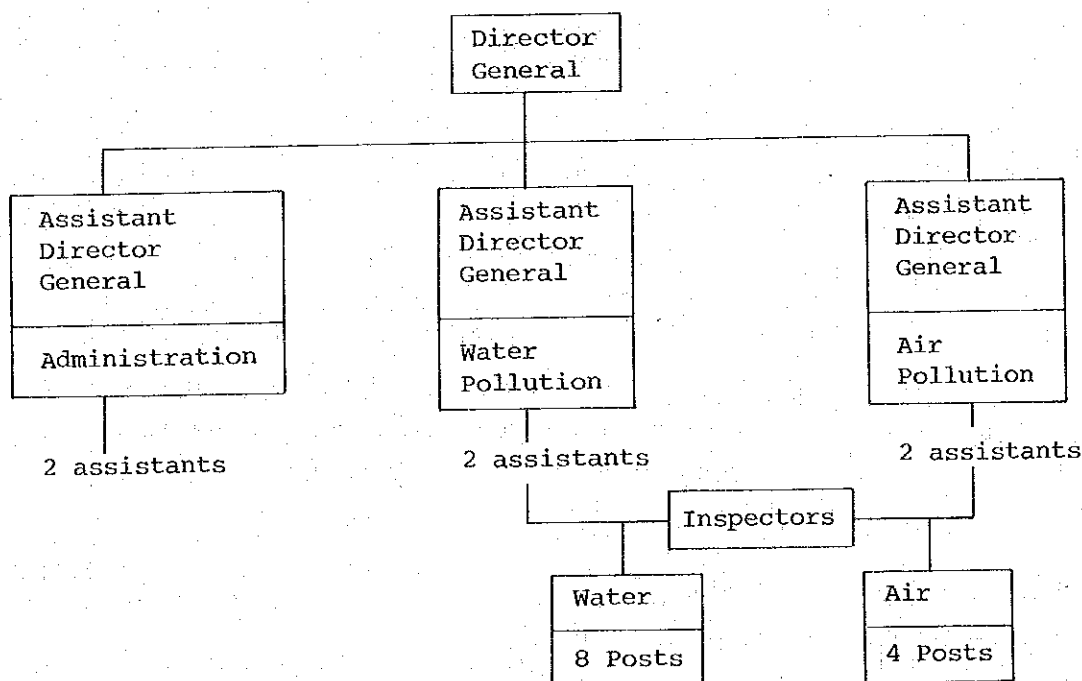 Director
General
Assistant
Director
General
Administration
2 assistants
Assistant
Director
General
Water
Pollution
2 assistants
Assistant
Director
General
Air
Pollution
2 assistants
Inspectors
Water
8 Posts
Air
4 Posts